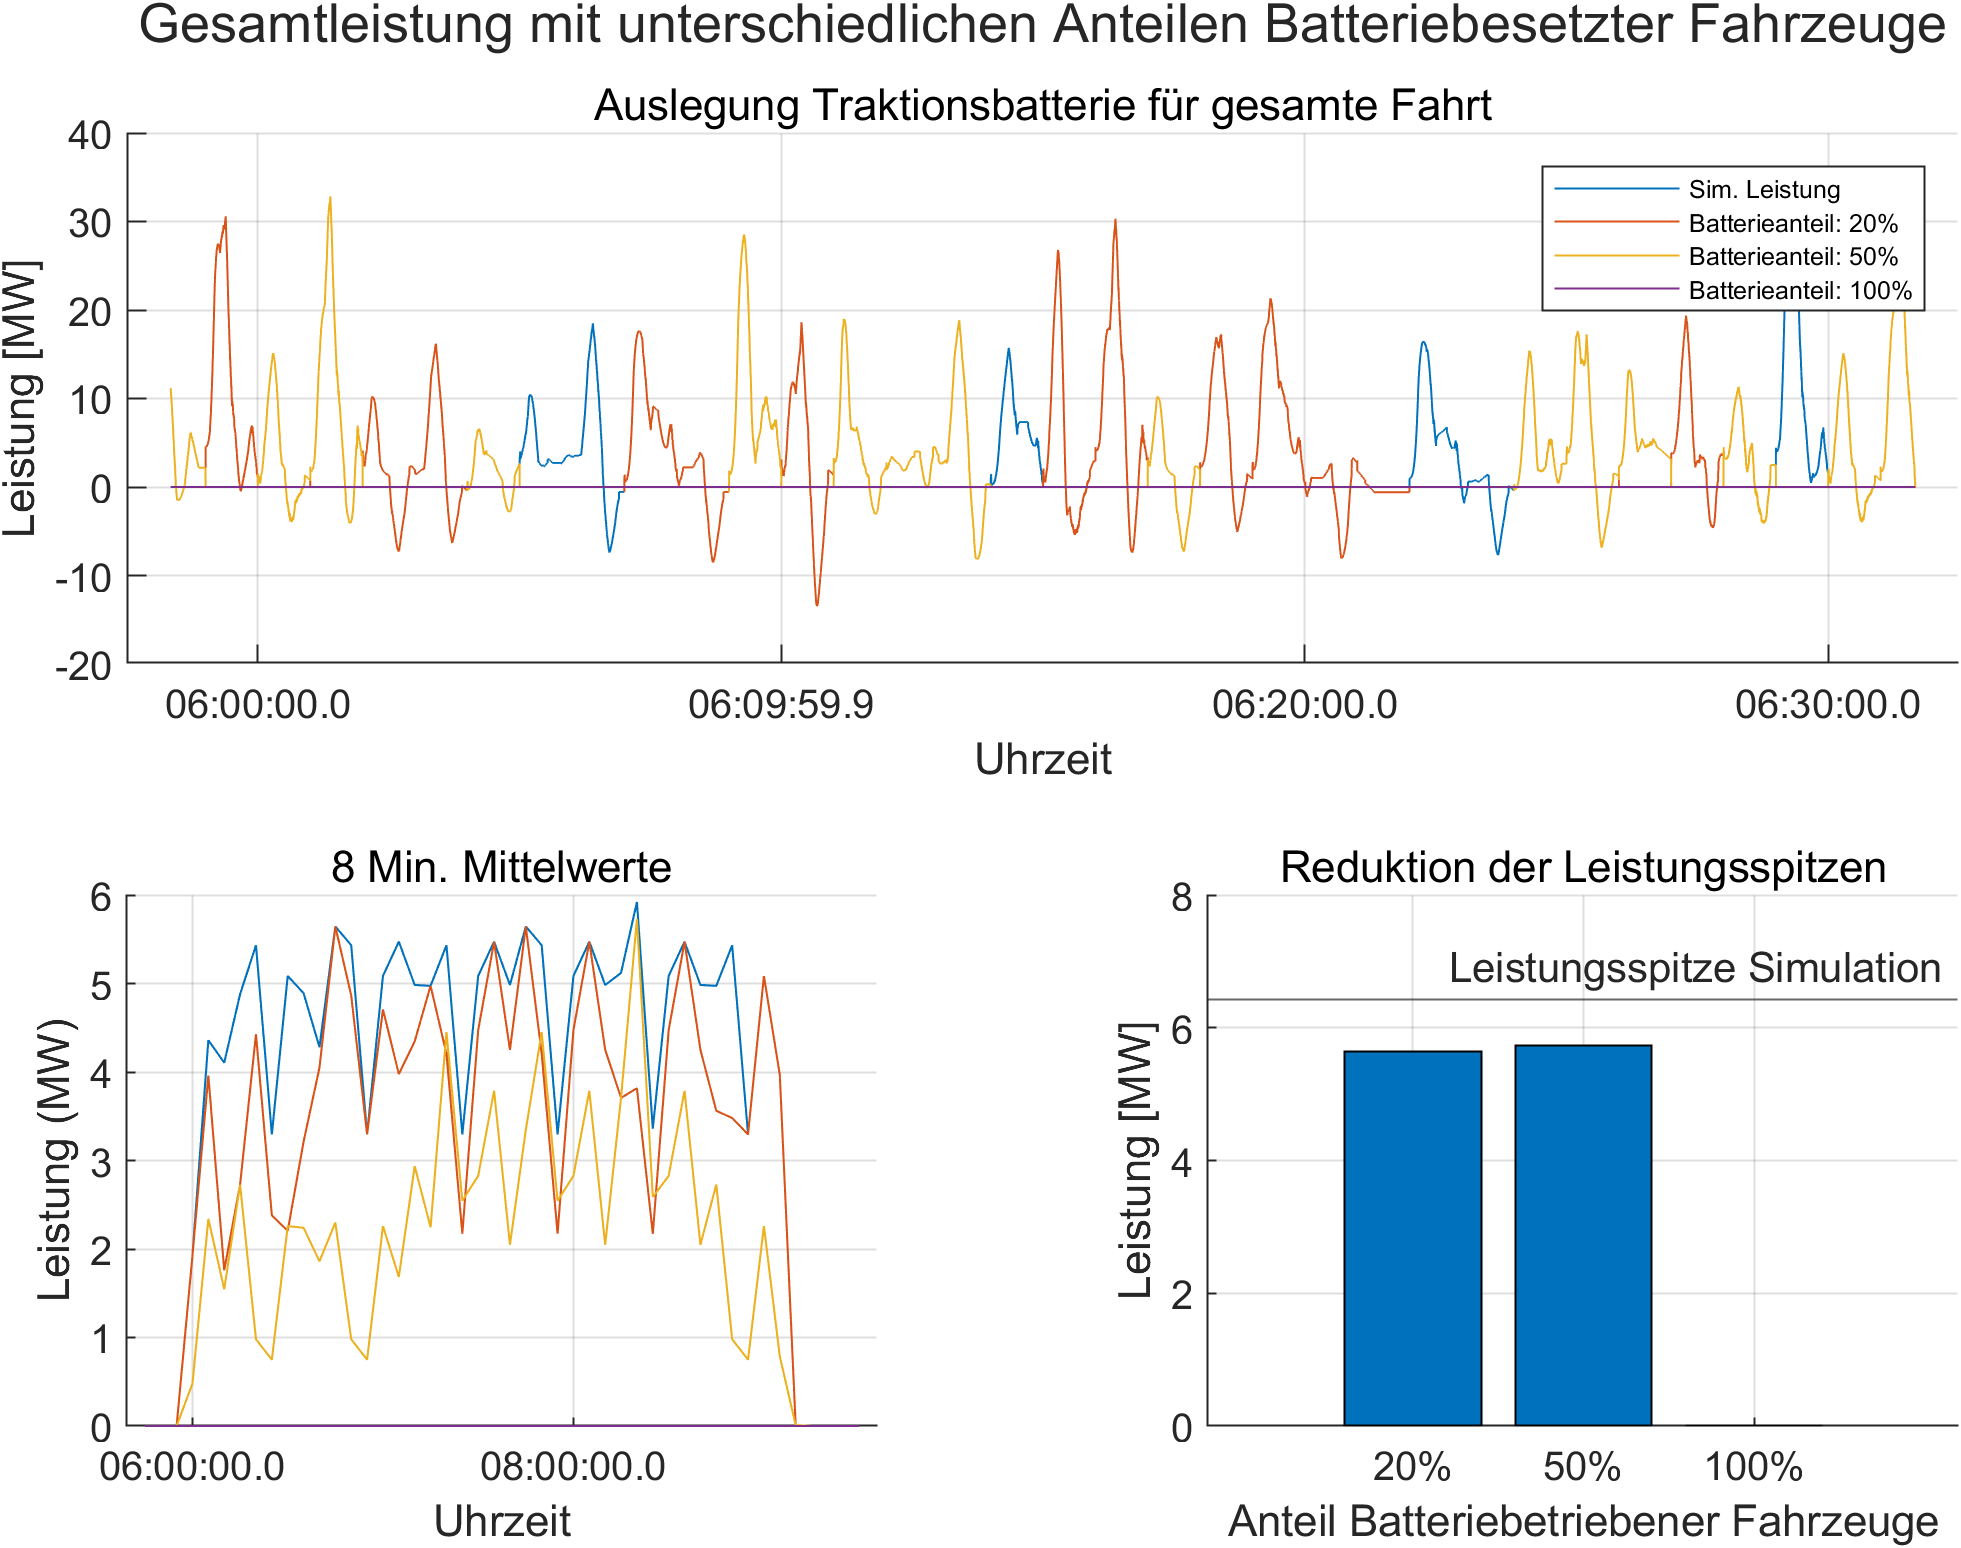 Gesamtleistung mit unterschiedlichen Anteilen Batteriebesetzter Fahrzeuge
Auslegung Traktionsbatterie für gesamte Fahrt
40
30
20
10
0
-10
-20
Leistung [MW]
Sim. Leistung
Batterieanteil: 20%
Batterieanteil: 50%
Batterieanteil: 100%
06:00:00.0
06:09:59.9
06:20:00.0
06:30:00.0
Uhrzeit
8 Min. Mittelwerte
6
5
4
3
2
1
0
Leistung (MW)
06:00:00.0
08:00:00.0
Uhrzeit
Reduktion der Leistungsspitzen
8
6
4
2
0
Leistung [MW]
Leistungsspitze Simulation
20%
50%
100%
Anteil Batteriebetriebener Fahrzeuge